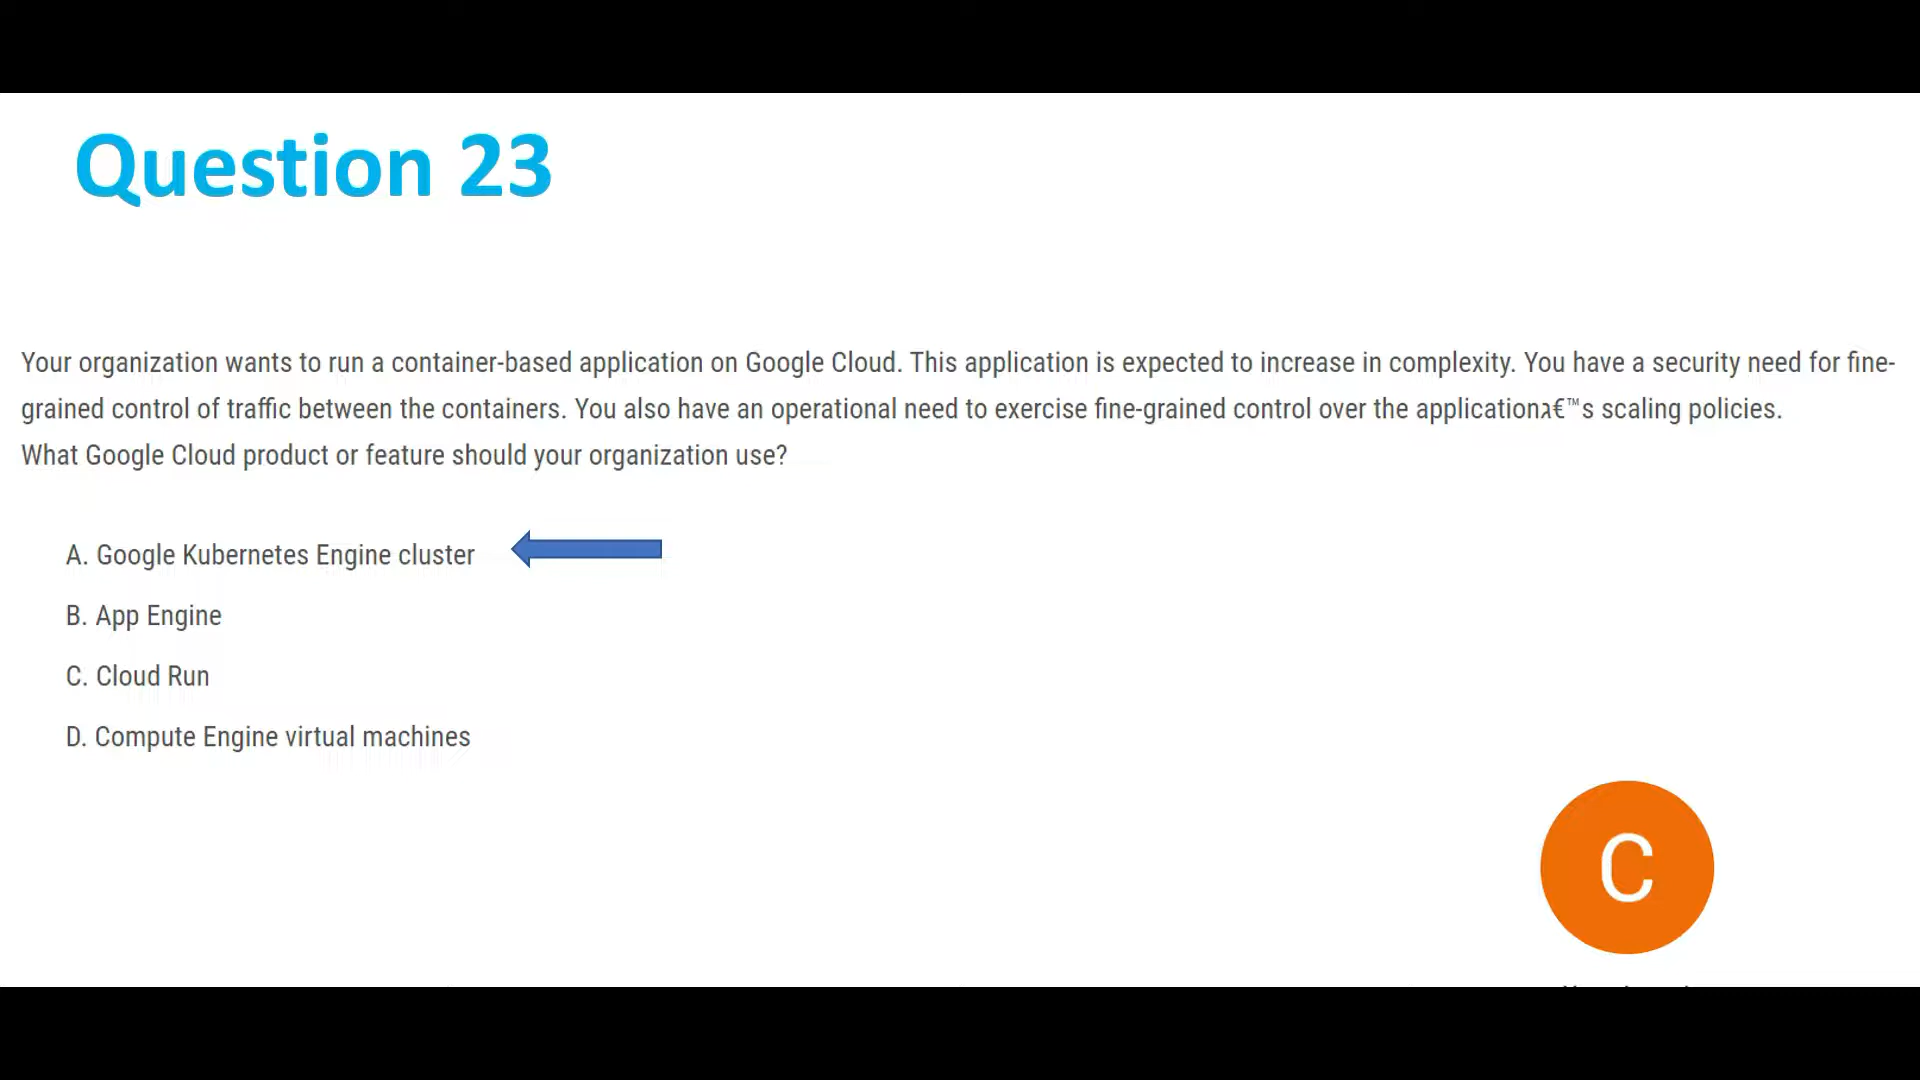 Question 23
Your organization wants to run a container-based application on Google Cloud. This application is expected to increase in complexity. You have a security need for fine-
grained control of traffic between the containers. You also have an operational need to exercise fine-grained control over the applicationג€™s scaling policies.
What Google Cloud product or feature should your organization use?
A. Google Kubernetes Engine cluster
B. App Engine
C. Cloud Run
D. Compute Engine virtual machines
C